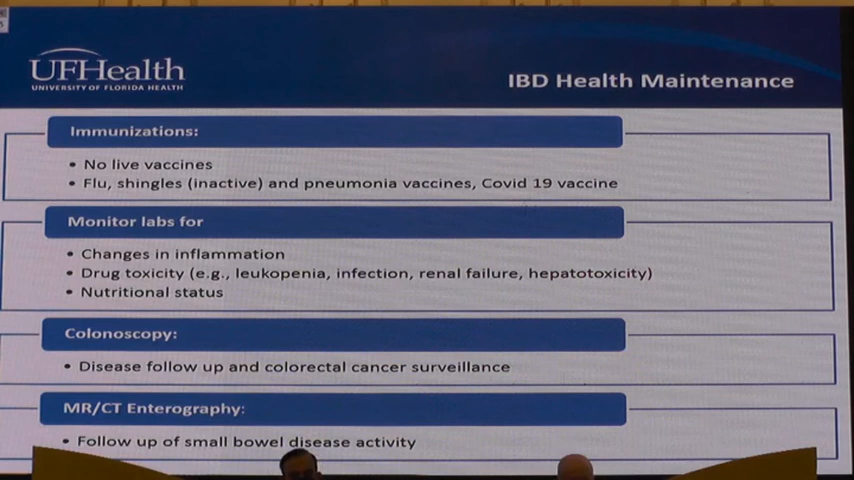 UFHealth
UNIVERSITY OF FLORIDA HEALTH
IBD Health Maintenance
Immunizations:
• No live vaccines
• Flu, shingles (inactive) and pneumonia vaccines, Covid 19 vaccine
Monitor labs for
• Changes in inflammation
• Drug toxicity (e.g., leukopenia, infection, renal failure, hepatotoxicity)
• Nutritional status
Colonoscopy:
• Disease follow up and colorectal cancer surveillance
MR/CT Enterography:
• Follow up of small bowel disease activity